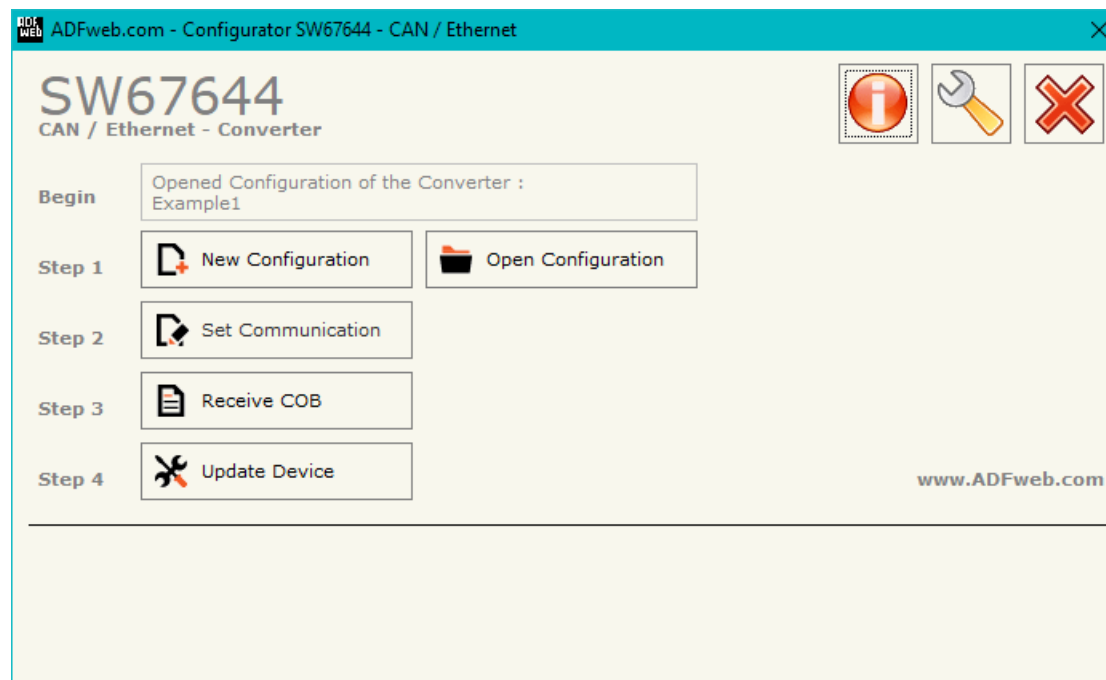 ADF
web
ADFweb.com - Configurator SW67644 - CAN / Ethernet
SW67644
CAN / Ethernet - Converter
Begin
Opened Configuration of the Converter :
Example1
Step 1
New Configuration
Open Configuration
Step 2
Set Communication
Step 3
Receive COB
Step 4
Update Device
www.ADFweb.com